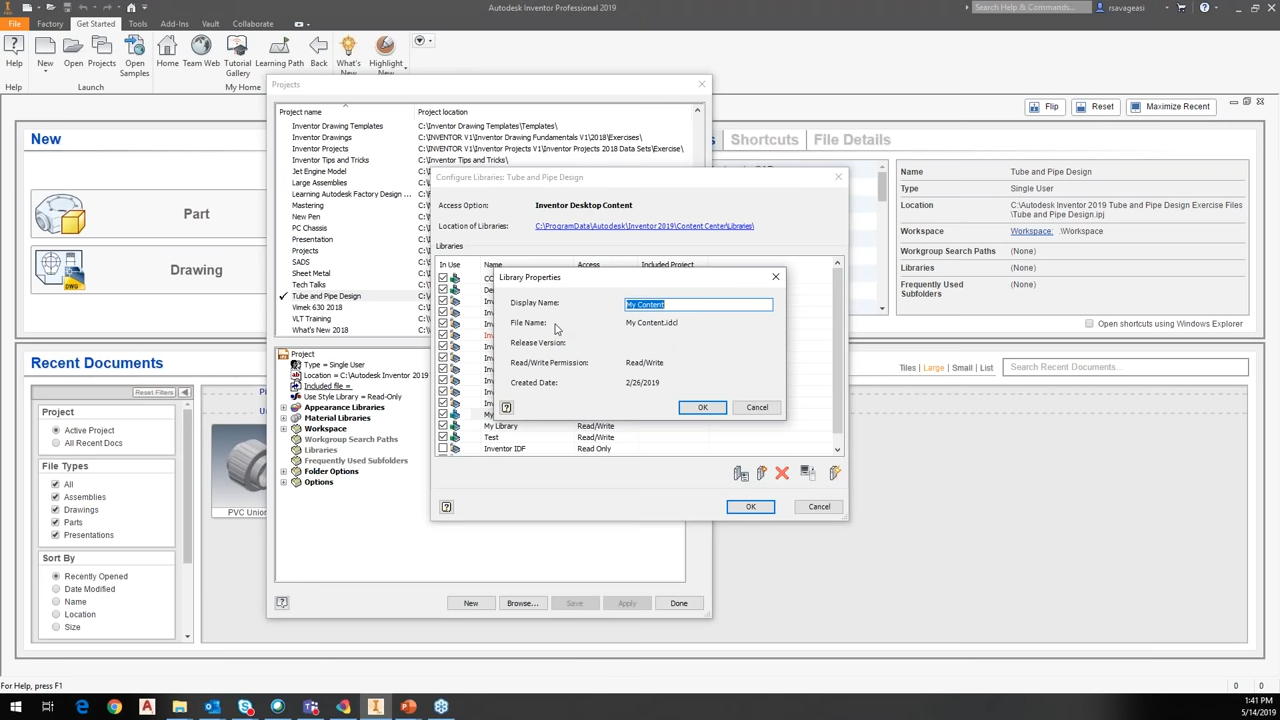 Autodesk Inventor Professional 2019
Search Help & Commands...
rsavageasi
File Factory Get Started Tools Add-Ins Vault Collaborate
Help New Open Projects Open Samples Home Team Web Tutorial Gallery Learning Path Back What's New Highlight New
Help Launch My Home
Flip Reset Maximize Recent
New
Part
Drawing
DWG
Projects
Project name Project location
Inventor Drawing Templates C:\Inventor Drawing Templates\Templates\
Inventor Drawings C:\INVENTOR V1\Inventor Drawing Fundamentals V1\2018\Exercises\
Inventor Projects C:\INVENTOR V1\Inventor Projects V1\Inventor Projects 2018 Data Sets\Exercise\
Inventor Tips and Tricks C:\Inventor Tips and Tricks\
Jet Engine Model
Large Assemblies
Learning Autodesk Factory Design ...
Mastering
New Pen
PC Chassis
Presentation
Projects
SADS
Sheet Metal
Tech Talks
Tube and Pipe Design
Vimek 630 2018
VLT Training
What's New 2018
Project
Type = Single User
Location = C:\Autodesk Inventor 2019
Included file =
Use Style Library = Read-Only
Appearance Libraries
Material Libraries
Workspace
Workgroup Search Paths
Libraries
Frequently Used Subfolders
Folder Options
Options
New Browse... Save Apply Done
Configure Libraries: Tube and Pipe Design
Access Option: Inventor Desktop Content
Location of Libraries: C:\ProgramData\Autodesk\Inventor 2019\Content Center\Libraries\
Libraries
In Use Name Access Included Project
My Library Read/Write
Test Read/Write
Inventor IDF Read Only
OK Cancel
Library Properties
Display Name: My Content
File Name: My Content.idcl
Release Version:
Read/Write Permission: Read/Write
Created Date: 2/26/2019
OK Cancel
Shortcuts File Details
Name Tube and Pipe Design
Type Single User
Location C:\Autodesk Inventor 2019 Tube and Pipe Design Exercise Files
\Tube and Pipe Design.ipj
Workspace Workspace: .\Workspace
Workgroup Search Paths (None)
Libraries (None)
Frequently Used Subfolders (None)
Open shortcuts using Windows Explorer
Recent Documents
Reset Filters
Project
Active Project
All Recent Docs
File Types
All
Assemblies
Drawings
Parts
Presentations
Sort By
Recently Opened
Date Modified
Name
Location
Size
PVC Union
Tiles Large Small List Search Recent Documents...
For Help, press F1
0 0
1:41 PM
5/14/2019